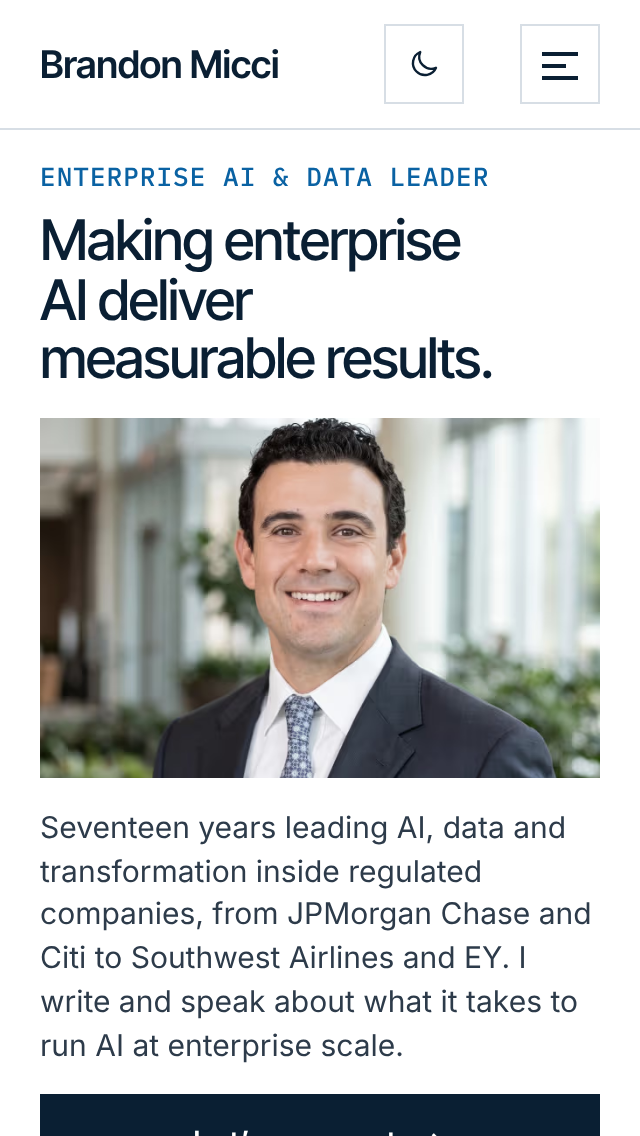 Brandon Micci
ENTERPRISE AI & DATA LEADER
Making enterprise
AI deliver
measurable results.
Seventeen years leading AI, data and
transformation inside regulated
companies, from JPMorgan Chase and
Citi to Southwest Airlines and EY. I
write and speak about what it takes to
run AI at enterprise scale.